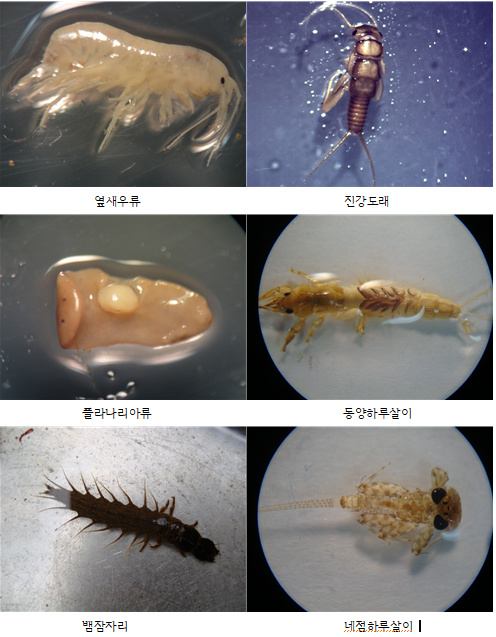 옆새우류
진강도래
플라나리아류
동양하루살이
뱀잠자리
네점하루살이